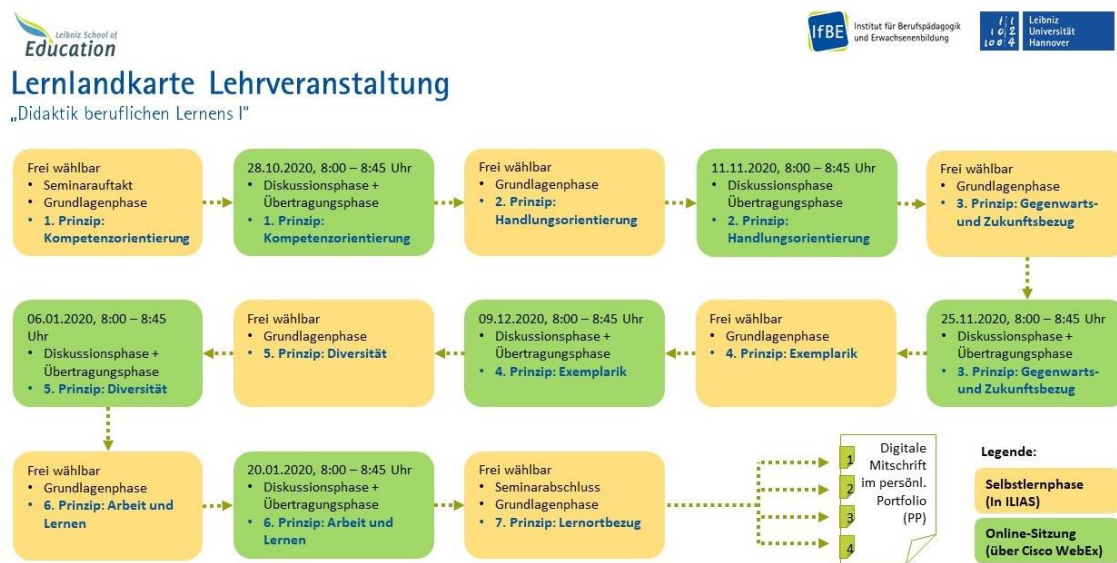 Leibniz School of
Education
IfBE
Institut für Berufspädagogik
und Erwachsenenbildung
Leibniz
Universität
Hannover
Lernlandkarte Lehrveranstaltung
„Didaktik beruflichen Lernens I"
Frei wählbar
• Seminarauftakt
• Grundlagenphase
• 1. Prinzip:
Kompetenzorientierung
28.10.2020, 8:00 – 8:45 Uhr
• Diskussionsphase +
Übertragungsphase
• 1. Prinzip:
Kompetenzorientierung
Frei wählbar
• Grundlagenphase
• 2. Prinzip:
Handlungsorientierung
11.11.2020, 8:00 – 8:45 Uhr
• Diskussionsphase
Übertragungsphase
• 2. Prinzip:
Handlungsorientierung
Frei wählbar
• Grundlagenphase
• 3. Prinzip: Gegenwarts-
und Zukunftsbezug
06.01.2020, 8:00 – 8:45
Uhr
• Diskussionsphase +
Übertragungsphase
• 5. Prinzip: Diversität
Frei wählbar
• Grundlagenphase
• 5. Prinzip: Diversität
09.12.2020, 8:00 – 8:45 Uhr
• Diskussionsphase +
Übertragungsphase
• 4. Prinzip: Exemplarik
Frei wählbar
• Grundlagenphase
• 4. Prinzip: Exemplarik
25.11.2020, 8:00 – 8:45 Uhr
• Diskussionsphase +
Übertragungsphase
• 3. Prinzip: Gegenwarts-
und Zukunftsbezug
Frei wählbar
• Grundlagenphase
• 6. Prinzip: Arbeit und
Lernen
20.01.2020, 8:00 – 8:45 Uhr
• Diskussionsphase +
Übertragungsphase
• 6. Prinzip: Arbeit und
Lernen
Frei wählbar
• Seminarabschluss
• Grundlagenphase
• 7. Prinzip: Lernortbezug
1
2
3
4
Digitale
Mitschrift
im persönl.
Portfolio
(PP)
Legende:
Selbstlernphase
(In ILIAS)
Online-Sitzung
(über Cisco WebEx)